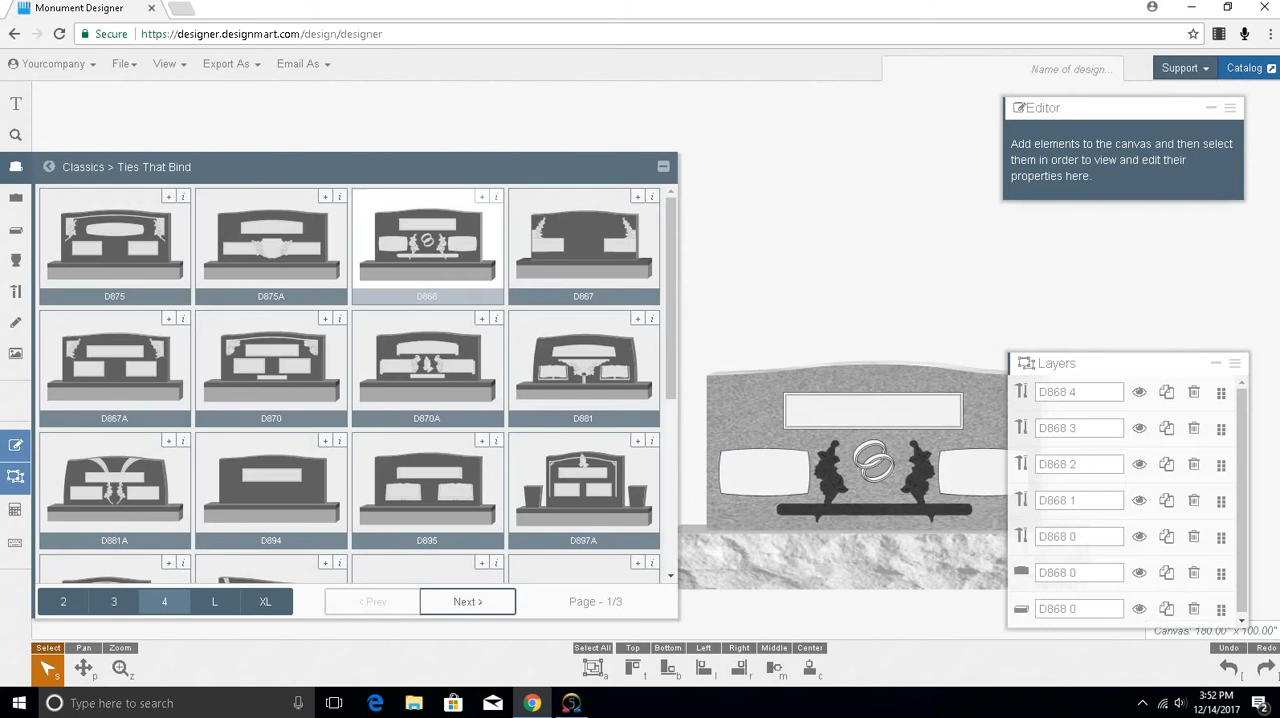 Monument Designer
Secure
https://designer.designmart.com/design/designer
Yourcompany
File
View
Export As
Email As
Name of design...
Support
Catalog
Editor
Add elements to the canvas and then select
them in order to view and edit their
properties here.
Classics > Ties That Bind
D875
D875A
D868
D867
D867A
D870
D870A
D881
D881A
D894
D895
D897A
2
3
4
L
XL
< Prev
Next >
Page - 1/3
Layers
D868 4
D868 3
D868 2
D868 1
D868 0
D868 0
D868 0
Canvas: 180.00" x 100.00"
Select
Pan
Zoom
Select All
Top
Bottom
Left
Right
Middle
Center
Undo
Redo
s
p
z
a
t
b
l
r
m
c
[
]
Type here to search
3:52 PM
12/14/2017
2